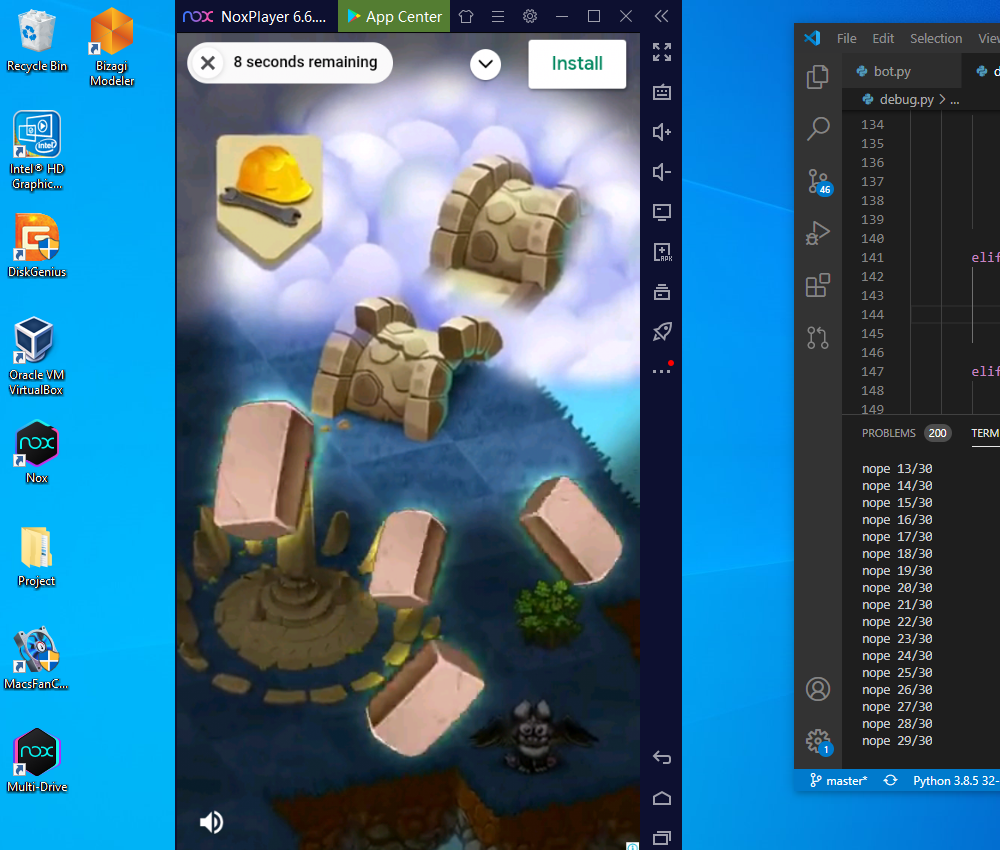 Recycle Bin
Bizagi
Modeler
intel
Intel® HD
Graphic...
DiskGenius
Oracle VM
VirtualBox
nox
Nox
Project
MacsFanC...
nox
Multi-Drive
nox NoxPlayer 6.6.... App Center
8 seconds remaining
Install
APK
File Edit Selection View
bot.py
d
debug.py > ...
46
1
134
135
136
137
138
139
140
141 elif
142
143
144
145
146
147 elif
148
149
PROBLEMS 200 TERM
nope 13/30
nope 14/30
nope 15/30
nope 16/30
nope 17/30
nope 18/30
nope 19/30
nope 20/30
nope 21/30
nope 22/30
nope 23/30
nope 24/30
nope 25/30
nope 26/30
nope 27/30
nope 28/30
nope 29/30
master* Python 3.8.5 32-